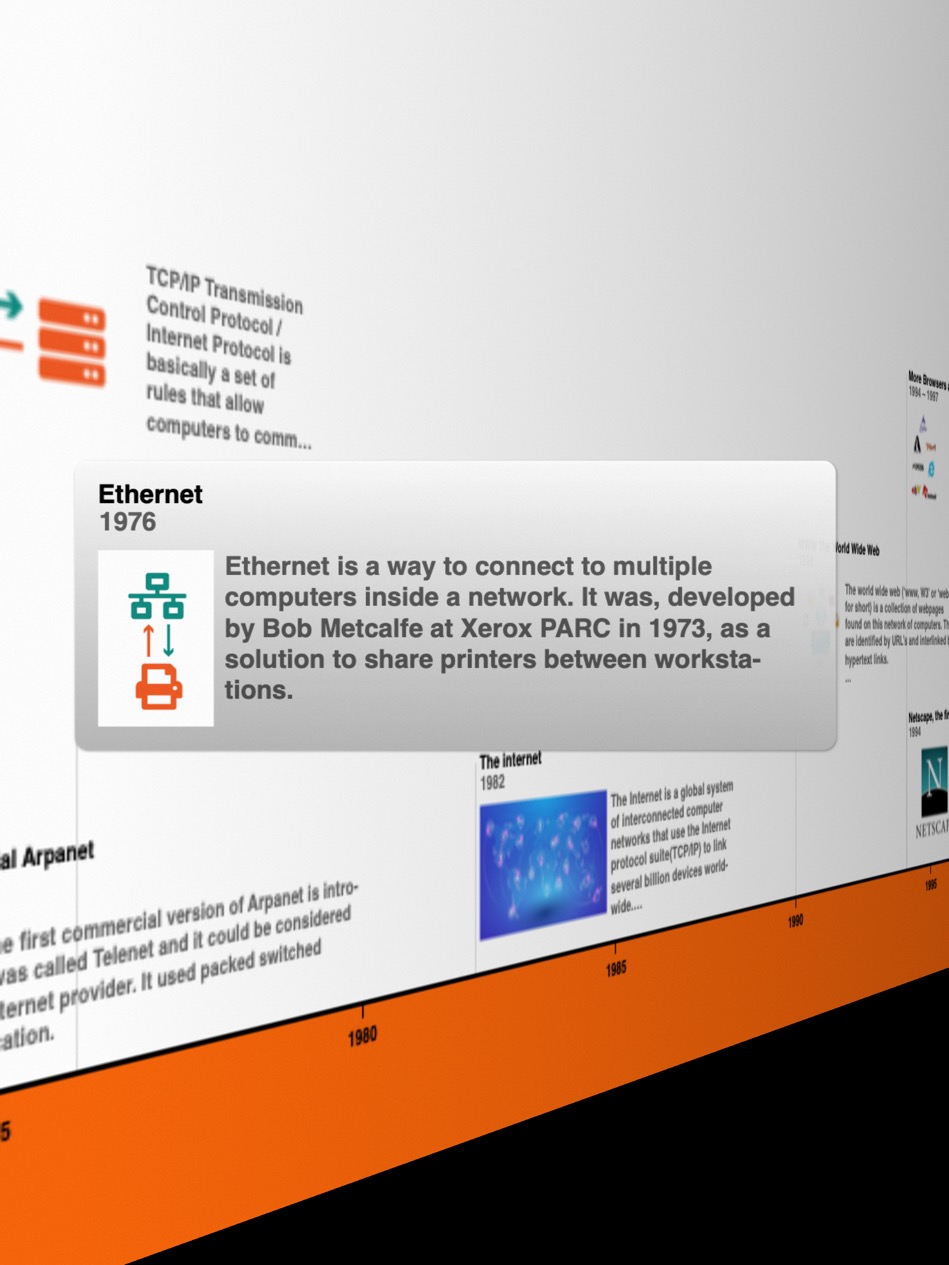 TCP/IP Transmission
Control Protocol /
Internet Protocol is
basically a set of
rules that allow
computers to comm...
More Browsers
1994 – 1997
Ethernet
1976
Ethernet is a way to connect to multiple
computers inside a network. It was, developed
by Bob Metcalfe at Xerox PARC in 1973, as a
solution to share printers between worksta-
tions.
World Wide Web
The world wide web ('www, W3' or 'web
for short) is a collection of webpages
found on this network of computers.
are identified by URL's and interlinked
hypertext links.
...
Netscape, the
1994
N
NETSCAP
The internet
1982
The Internet is a global system
of interconnected computer
networks that use the Internet
protocol suite(TCP/IP) to link
several billion devices world-
wide....
al Arpanet
e first commercial version of Arpanet is intro-
was called Telenet and it could be considered
ternet provider. It used packed switched
cation.
5
1980
1985
1990
1995